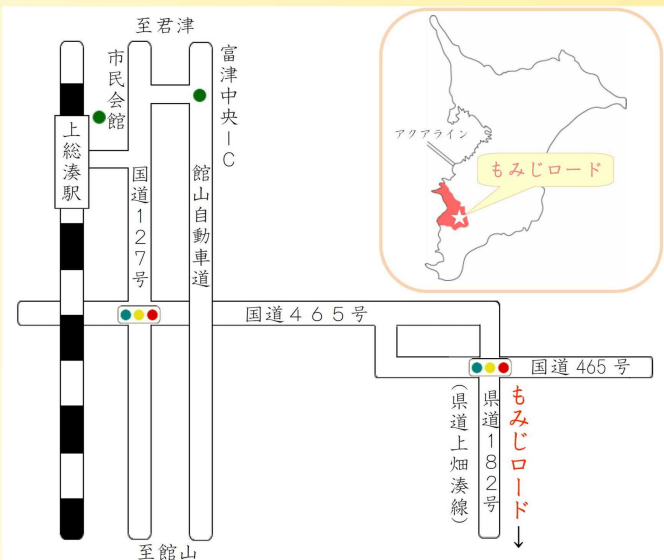 至君津
市民会館
富津中央IC
上総湊駅
国道127号
館山自動車道
アクアライン
もみじロード
国道465号
国道465号
(県道上畑湊線)
県道182号
もみじロード
↓
至館山